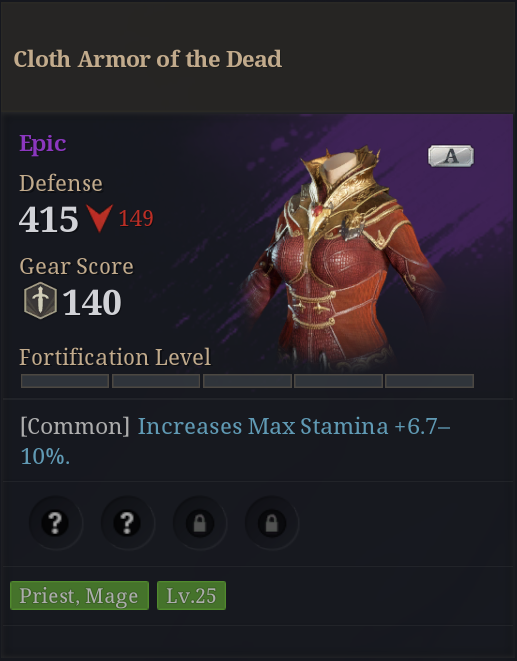 Cloth Armor of the Dead
Epic
A
Defense
415 149
Gear Score
140
Fortification Level
[Common] Increases Max Stamina +6.7–
10%.
? ?
Priest, Mage Lv.25